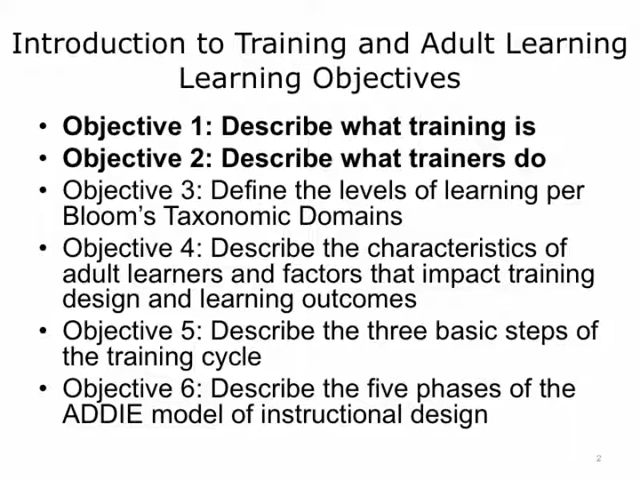 Introduction to Training and Adult Learning
Learning Objectives
• Objective 1: Describe what training is
• Objective 2: Describe what trainers do
• Objective 3: Define the levels of learning per
Bloom's Taxonomic Domains
• Objective 4: Describe the characteristics of
adult learners and factors that impact training
design and learning outcomes
• Objective 5: Describe the three basic steps of
the training cycle
• Objective 6: Describe the five phases of the
ADDIE model of instructional design
2